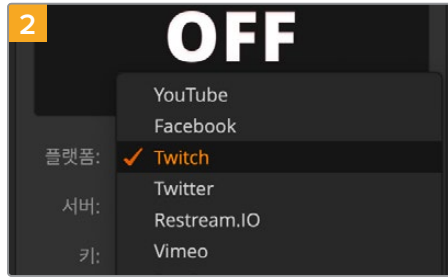 2
OFF
YouTube
Facebook
플랫폼: ✓ Twitch
Twitter
서버:
Restream.IO
키: Vimeo